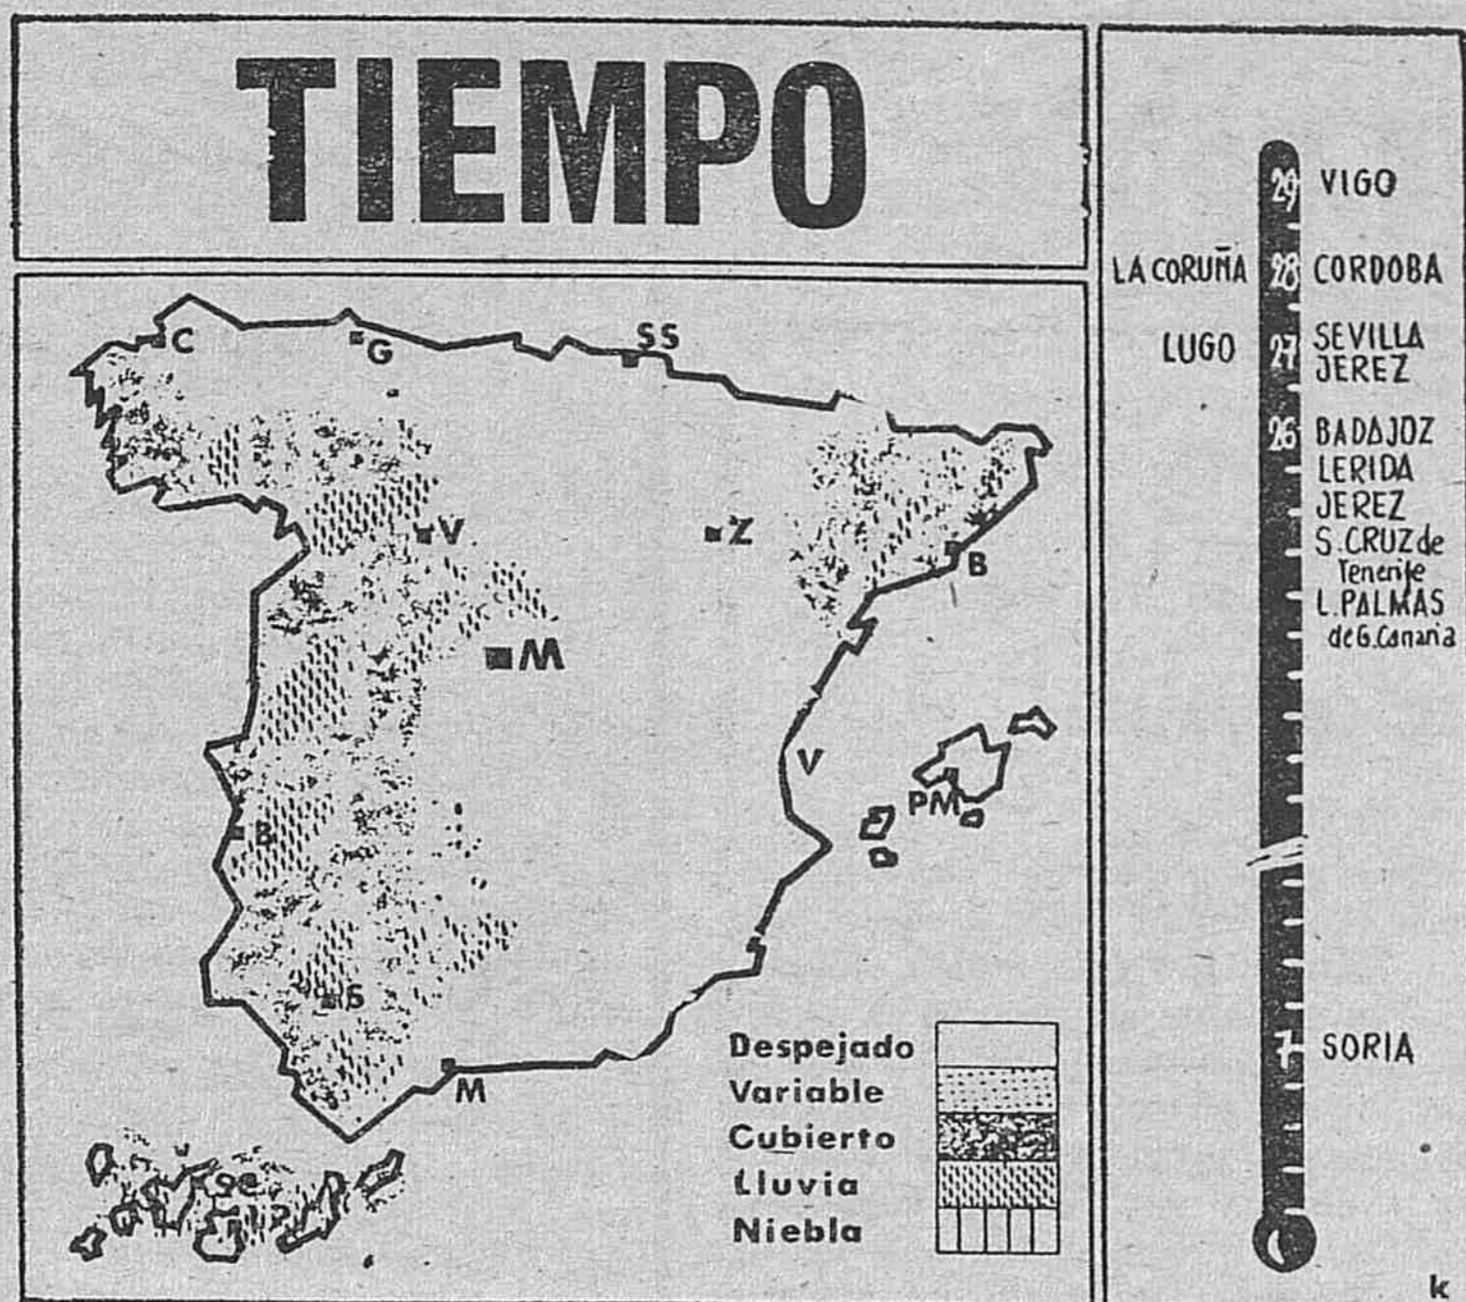 TIEMPO
C
G
SS
V
Z
B
M
V
PM
B
S
M
Despejado
Variable
Cubierto
Lluvia
Niebla
29 VIGO
LA CORUÑA 28 CORDOBA
LUGO 27 SEVILLA
JEREZ
26 BADAJOZ
LERIDA
JEREZ
S.CRUZ de
Tenerife
L.PALMAS
de G.Canaria
7 SORIA
k